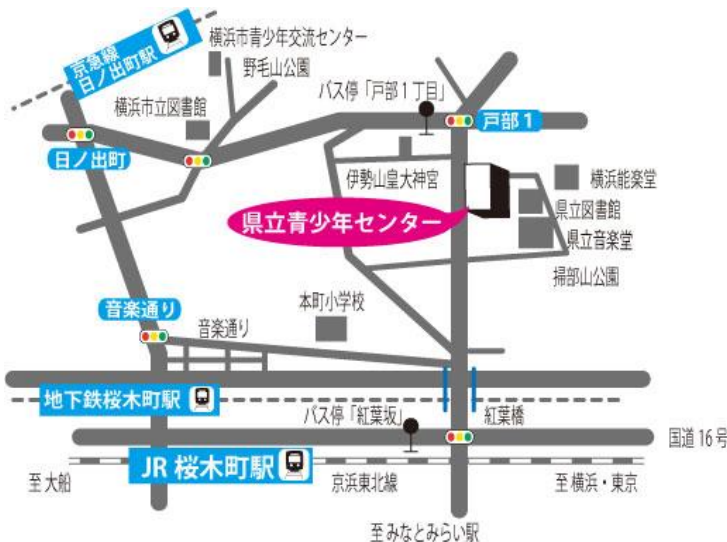 京急線
日ノ出町駅
横浜市青少年交流センター
野毛山公園
バス停「戸部1丁目」
横浜市立図書館
戸部1
日ノ出町
伊勢山皇大神宮
横浜能楽堂
県立図書館
県立青少年センター
県立音楽堂
掃部山公園
音楽通り
本町小学校
音楽通り
地下鉄桜木町駅
バス停「紅葉坂」
紅葉橋
国道16号
JR桜木町駅
至大船
京浜東北線
至横浜・東京
至みなとみらい駅